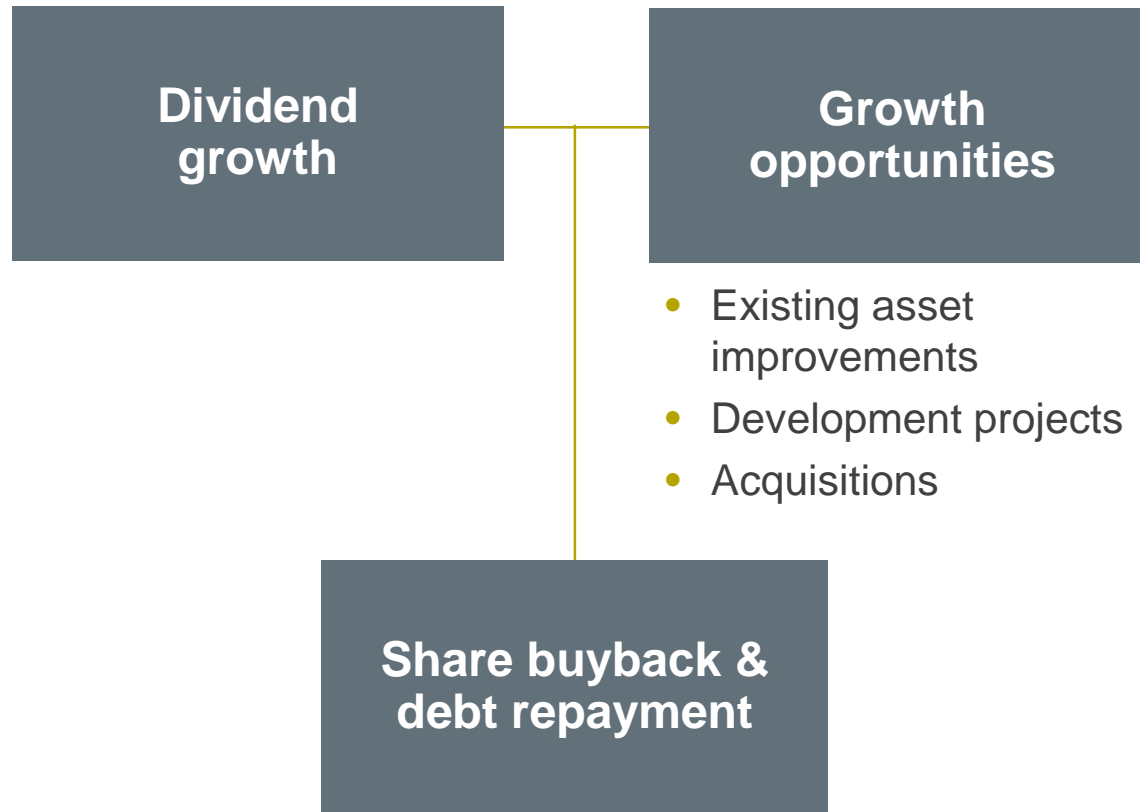 Dividend
growth
Growth
opportunities
• Existing asset
improvements
• Development projects
• Acquisitions
Share buyback &
debt repayment